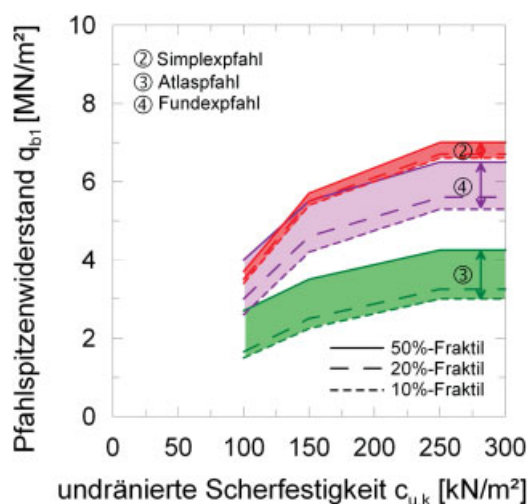 Pfahlspitzenwiderstand q_b1 [MN/m²]
10
8
6
4
2
0
② Simplexpfahl
③ Atlaspfahl
④ Fundexpfahl
②
④
③
50%-Fraktil
20%-Fraktil
10%-Fraktil
0 50 100 150 200 250 300
undränierte Scherfestigkeit c_u,k [kN/m²]